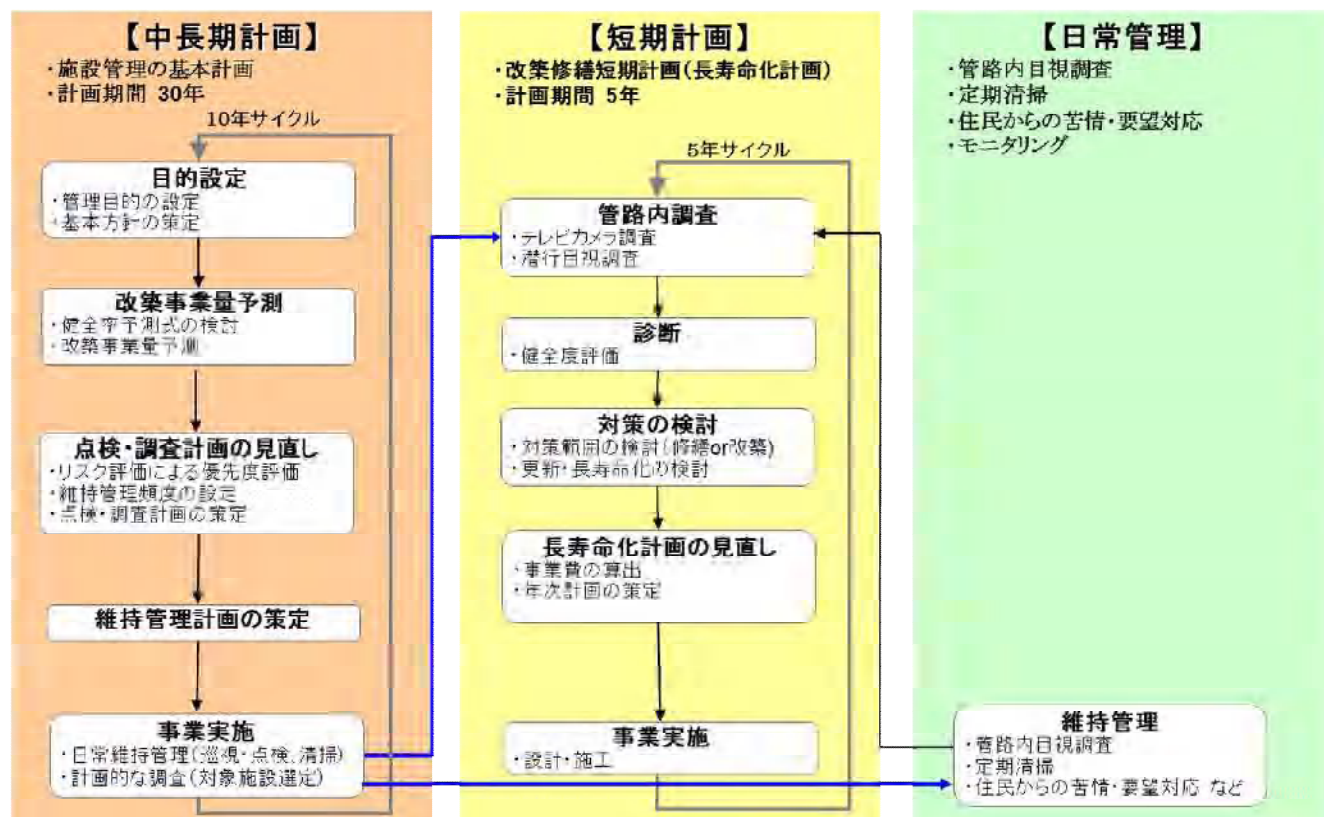 【中長期計画】
・施設管理の基本計画
・計画期間 30年
10年サイクル
目的設定
・管理目的の設定
・基本方針の策定
改築事業量予測
・健全率予測式の検討
・改築事業量予測
点検・調査計画の見直し
・リスク評価による優先度評価
・維持管理頻度の設定
・点検・調査計画の策定
維持管理計画の策定
事業実施
・日常維持管理(巡視・点検、清掃)
・計画的な調査(対象施設選定)
【短期計画】
・改築修繕短期計画(長寿命化計画)
・計画期間 5年
5年サイクル
管路内調査
・テレビカメラ調査
・潜行目視調査
診断
・健全度評価
対策の検討
・対策範囲の検討(修繕or改築)
・更新・長寿命化の検討
長寿命化計画の見直し
・事業費の算出
・年次計画の策定
事業実施
・設計・施工
【日常管理】
・管路内目視調査
・定期清掃
・住民からの苦情・要望対応
・モニタリング
維持管理
・管路内目視調査
・定期清掃
・住民からの苦情・要望対応 など